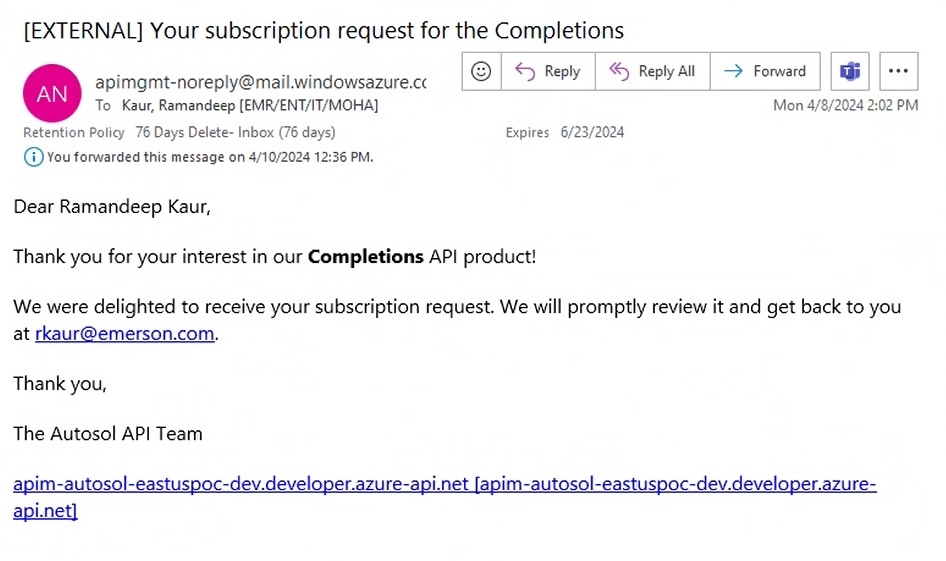 [EXTERNAL] Your subscription request for the Completions
AN
apimgmt-noreply@mail.windowsazure.cc
Reply
Reply All
Forward
To Kaur, Ramandeep [EMR/ENT/IT/MOHA]
Mon 4/8/2024 2:02 PM
Retention Policy 76 Days Delete- Inbox (76 days)
Expires 6/23/2024
You forwarded this message on 4/10/2024 12:36 PM.
Dear Ramandeep Kaur,
Thank you for your interest in our Completions API product!
We were delighted to receive your subscription request. We will promptly review it and get back to you
at rkaur@emerson.com.
Thank you,
The Autosol API Team
apim-autosol-eastuspoc-dev.developer.azure-api.net [apim-autosol-eastuspoc-dev.developer.azure-
api.net]